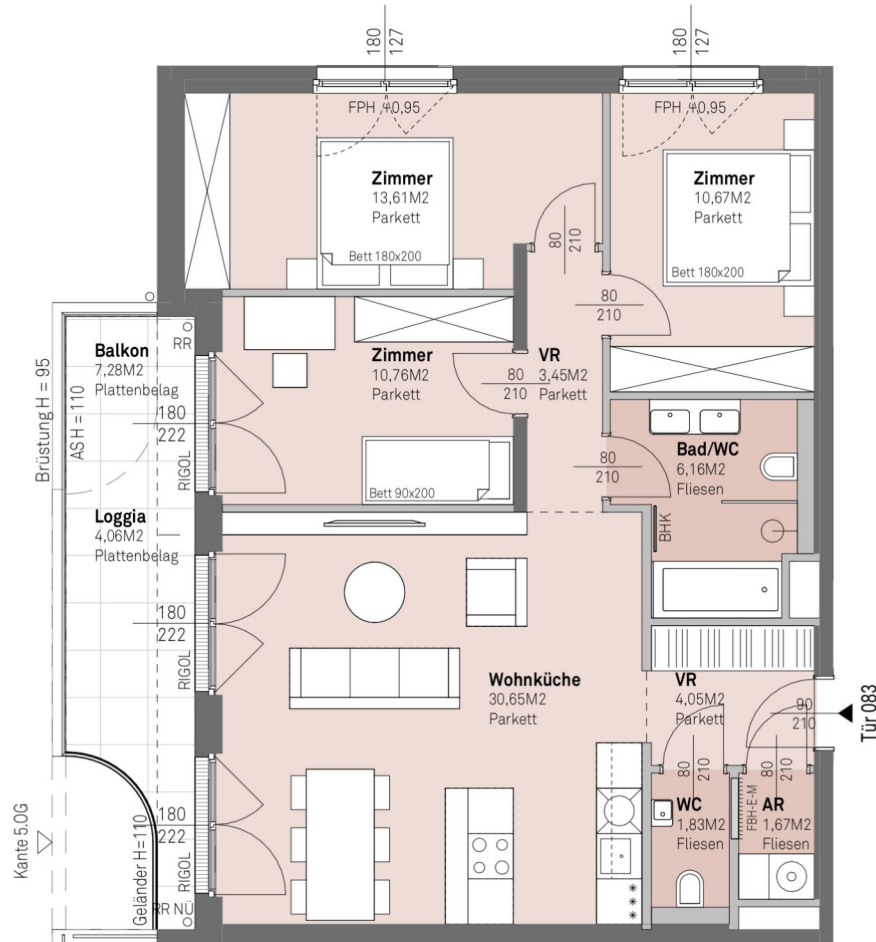 180
127
180
127
FPH +0,95
FPH +0,95
Zimmer
13,61M2
Parkett
Zimmer
10,67M2
Parkett
Bett 180x200
Bett 180x200
80
210
80
210
Balkon
7,28M2
Plattenbelag
RR
Brüstung H = 95
ASH = 110
180
222
RIGOL
Zimmer
10,76M2
Parkett
80
210
VR
3,45M2
Parkett
Bett 90x200
80
210
Bad/WC
6,16M2
Fliesen
BHK
Loggia
4,06M2
Plattenbelag
180
222
RIGOL
Wohnküche
30,65M2
Parkett
VR
4,05M2
Parkett
90
210
Tür 083
80
210
80
210
WC
1,83M2
Fliesen
FBH-E-M
AR
1,67M2
Fliesen
Kante 5.OG
180
222
RIGOL
Geländer H=110
RR NÜ